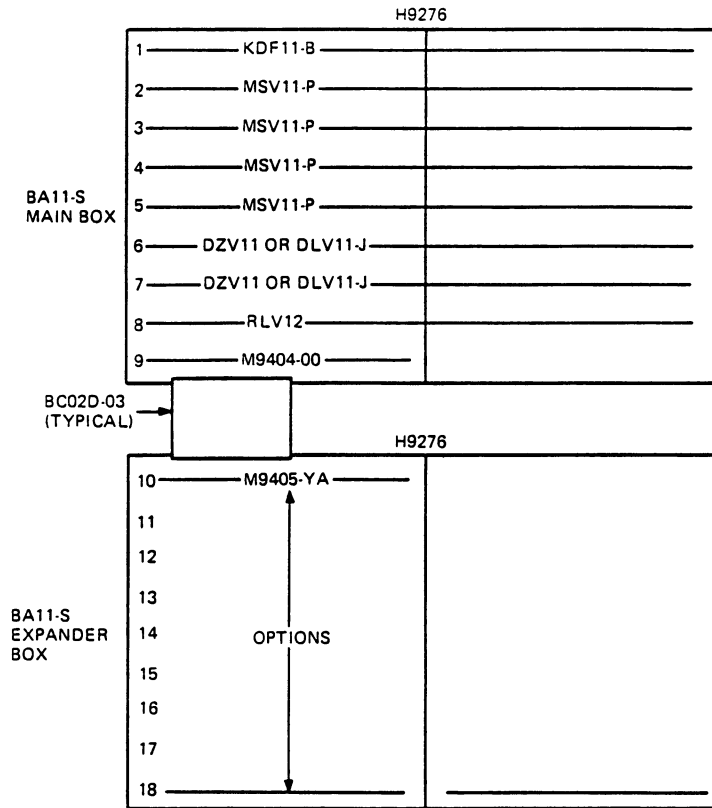 H9276
1 KDF11-B
2 MSV11-P
3 MSV11-P
4 MSV11-P
5 MSV11-P
BA11-S
MAIN BOX
6 DZV11 OR DLV11-J
7 DZV11 OR DLV11-J
8 RLV12
9 M9404-00
BC02D-03
(TYPICAL)
H9276
10 M9405-YA
11
12
13
BA11-S
EXPANDER
BOX
14 OPTIONS
15
16
17
18